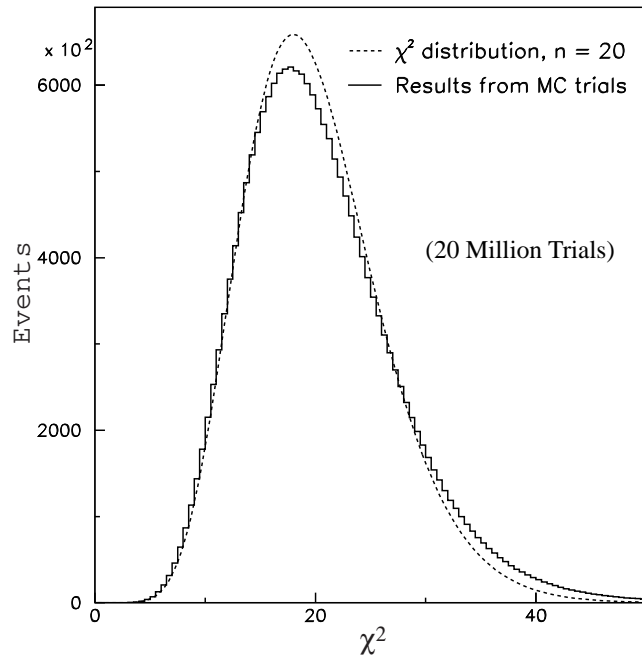 × 10²
χ² distribution, n = 20
Results from MC trials
6000
(20 Million Trials)
4000
Events
2000
0
0 20 40
χ²